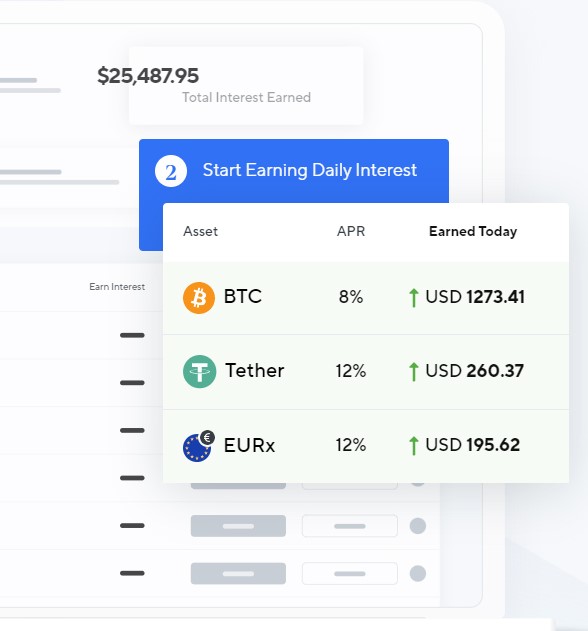 $25,487.95
Total Interest Earned
2 Start Earning Daily Interest
Asset APR Earned Today
Earn Interest
BTC 8% USD 1273.41
Tether 12% USD 260.37
€
EURx 12% USD 195.62